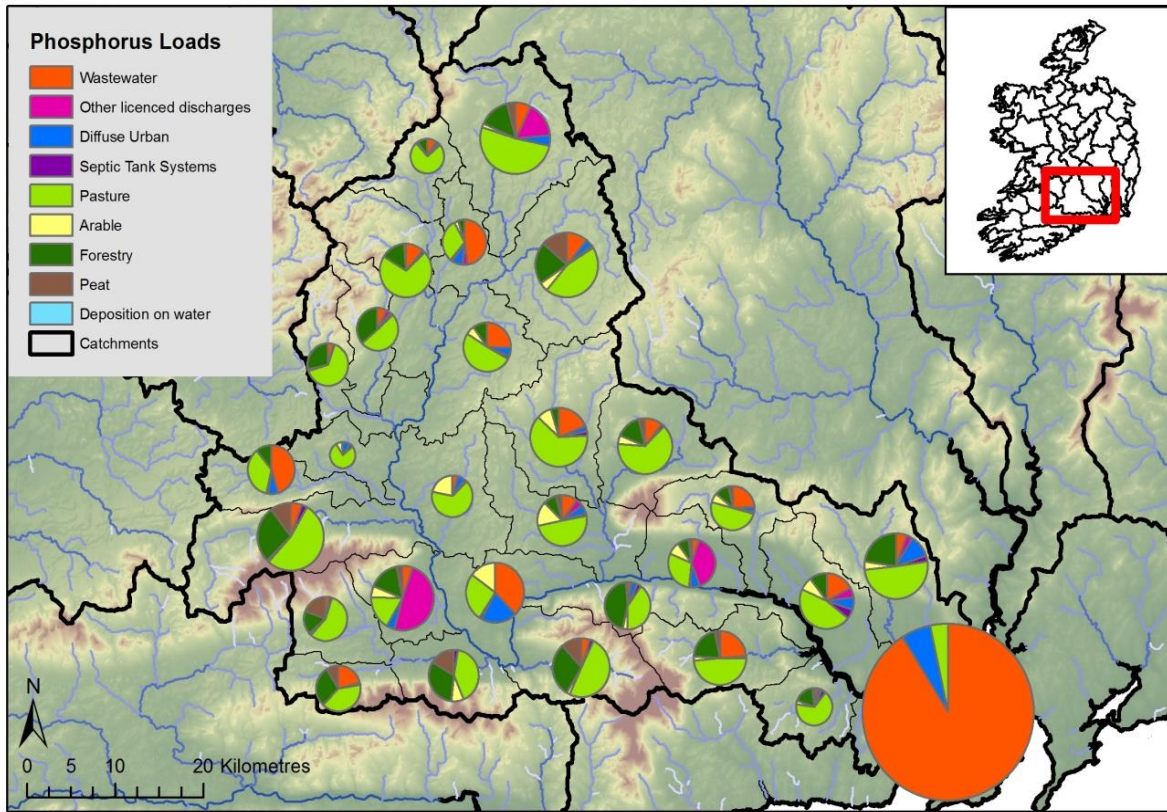 Phosphorus Loads
Wastewater
Other licenced discharges
Diffuse Urban
Septic Tank Systems
Pasture
Arable
Forestry
Peat
Deposition on water
Catchments
N
0 5 10 20 Kilometres